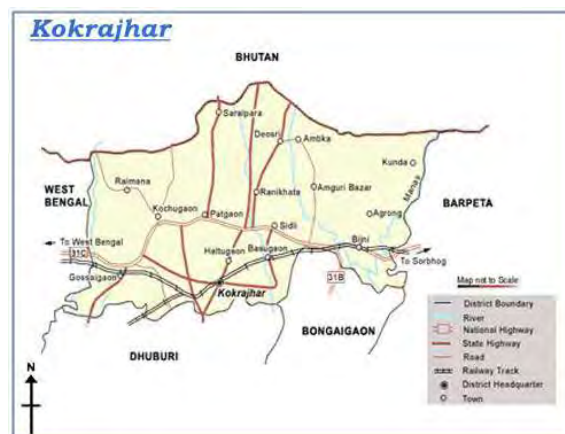 Kokrajhar
BHUTAN
Saraipara
Deosri
Ambika
Kunda
Manas
WEST
BENGAL
BARPETA
Raimana
Ranikhata
Amguri Bazar
Kochugaon
Patgaon
Agrong
Sidli
To West Bengal
31C
Haltugaon
Basugaon
Bijni
To Sorbhog
Gossaigaon
Kokrajhar
31B
Map not to Scale
BONGAIGAON
DHUBURI
District Boundary
River
National Highway
State Highway
Road
Railway Track
District Headquarter
Town
N